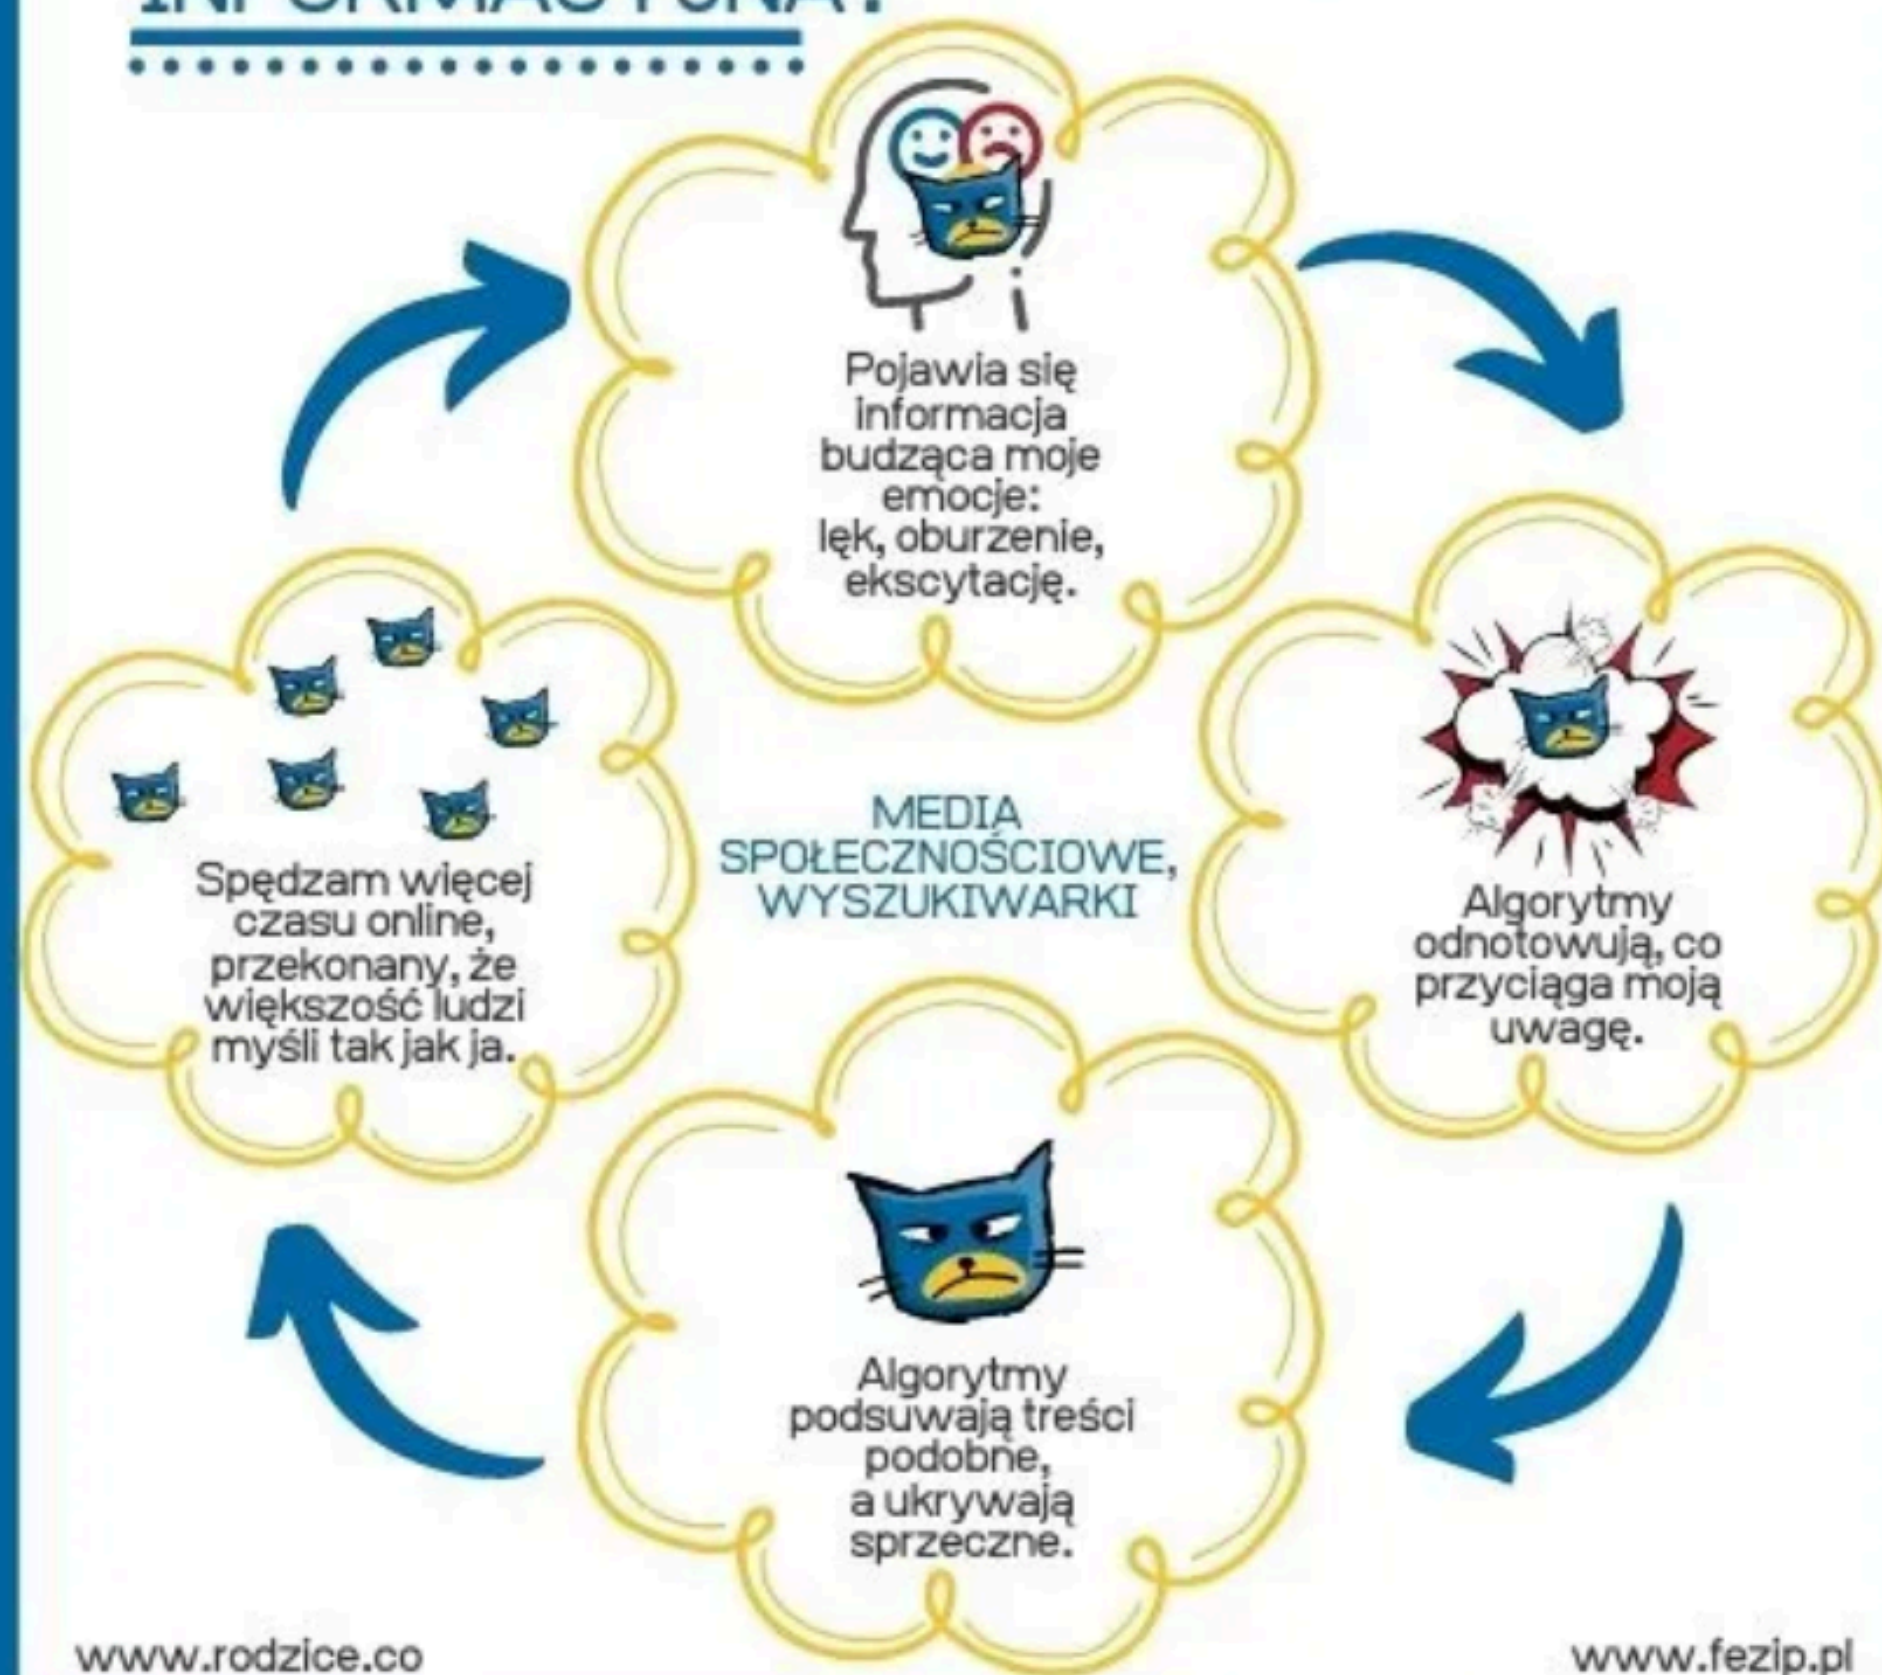 INFORMACYJNA?
Pojawia się
informacja
budząca moje
emocje:
lęk, oburzenie,
ekscytację.
Algorytmy
odnotowują, co
przyciąga moją
uwagę.
MEDIA
SPOŁECZNOŚCIOWE,
WYSZUKIWARKI
Spędzam więcej
czasu online,
przekonany, że
większość ludzi
myśli tak jak ja.
Algorytmy
podsuwają treści
podobne,
a ukrywają
sprzeczne.
www.rodzice.co
www.fezip.pl